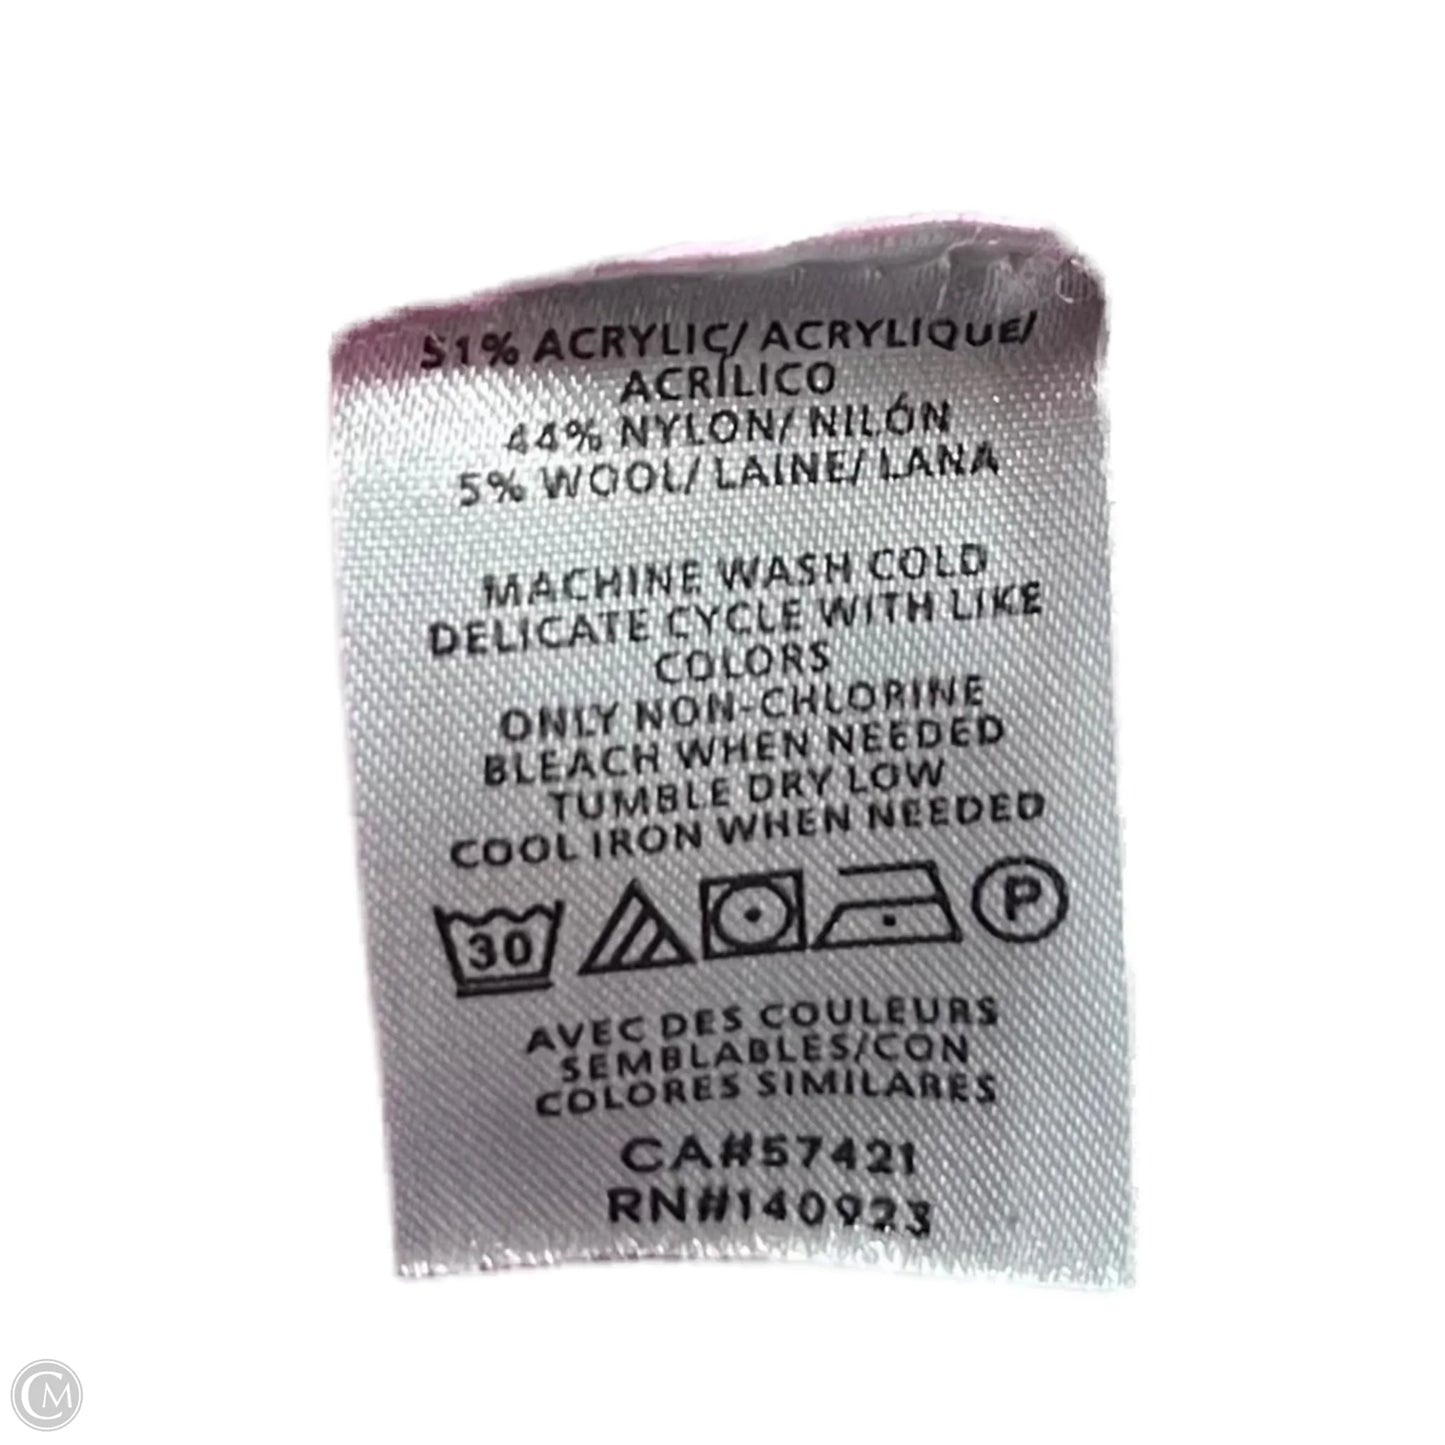 51% ACRYLIC/ ACRYLIQUE/
ACRÍLICO
44% NYLON/ NILÓN
5% WOOL/ LAINE/ LANA
MACHINE WASH COLD
DELICATE CYCLE WITH LIKE
COLORS
ONLY NON-CHLORINE
BLEACH WHEN NEEDED
TUMBLE DRY LOW
COOL IRON WHEN NEEDED
30 P
AVEC DES COULEURS
SEMBLABLES/CON
COLORES SIMILARES
CA#57421
RN#140923
CM